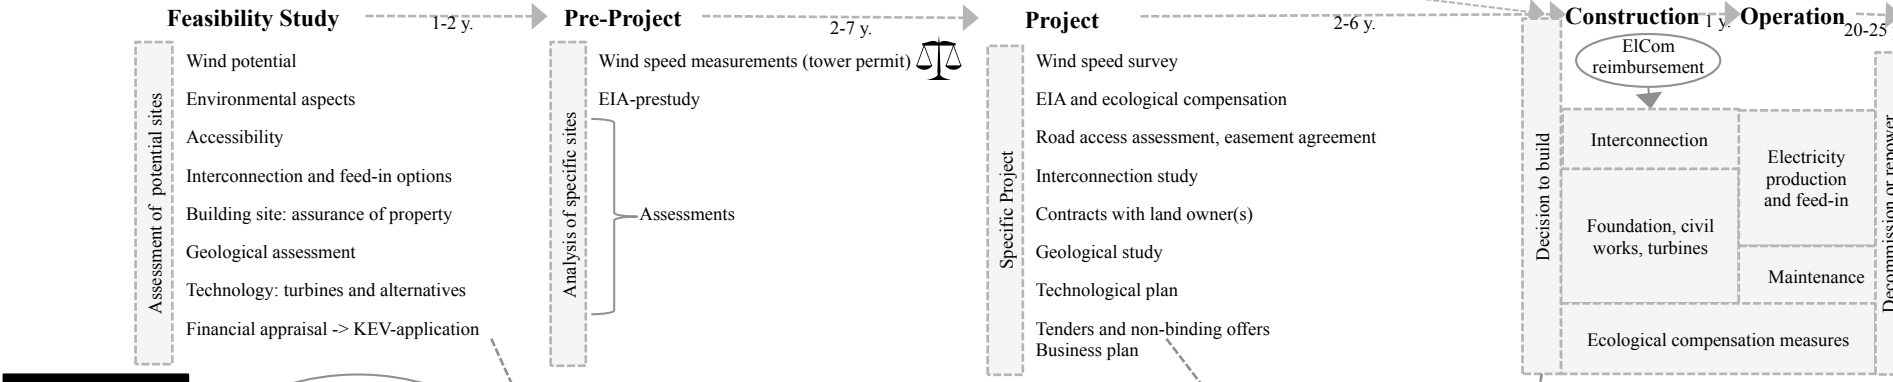 Feasibility Study
1-2 y.
Pre-Project
2-7 y.
Project
2-6 y.
Construction
1 y.
Operation
20-25
Assessment of potential sites
Wind potential
Environmental aspects
Accessibility
Interconnection and feed-in options
Building site: assurance of property
Geological assessment
Technology: turbines and alternatives
Financial appraisal -> KEV-application
Analysis of specific sites
Wind speed measurements (tower permit)
EIA-prestudy
Assessments
Specific Project
Wind speed survey
EIA and ecological compensation
Road access assessment, easement agreement
Interconnection study
Contracts with land owner(s)
Geological study
Technological plan
Tenders and non-binding offers
Business plan
Decision to build
ElCom
reimbursement
Interconnection
Foundation, civil
works, turbines
Electricity
production
and feed-in
Maintenance
Ecological compensation measures
Decommission or repower